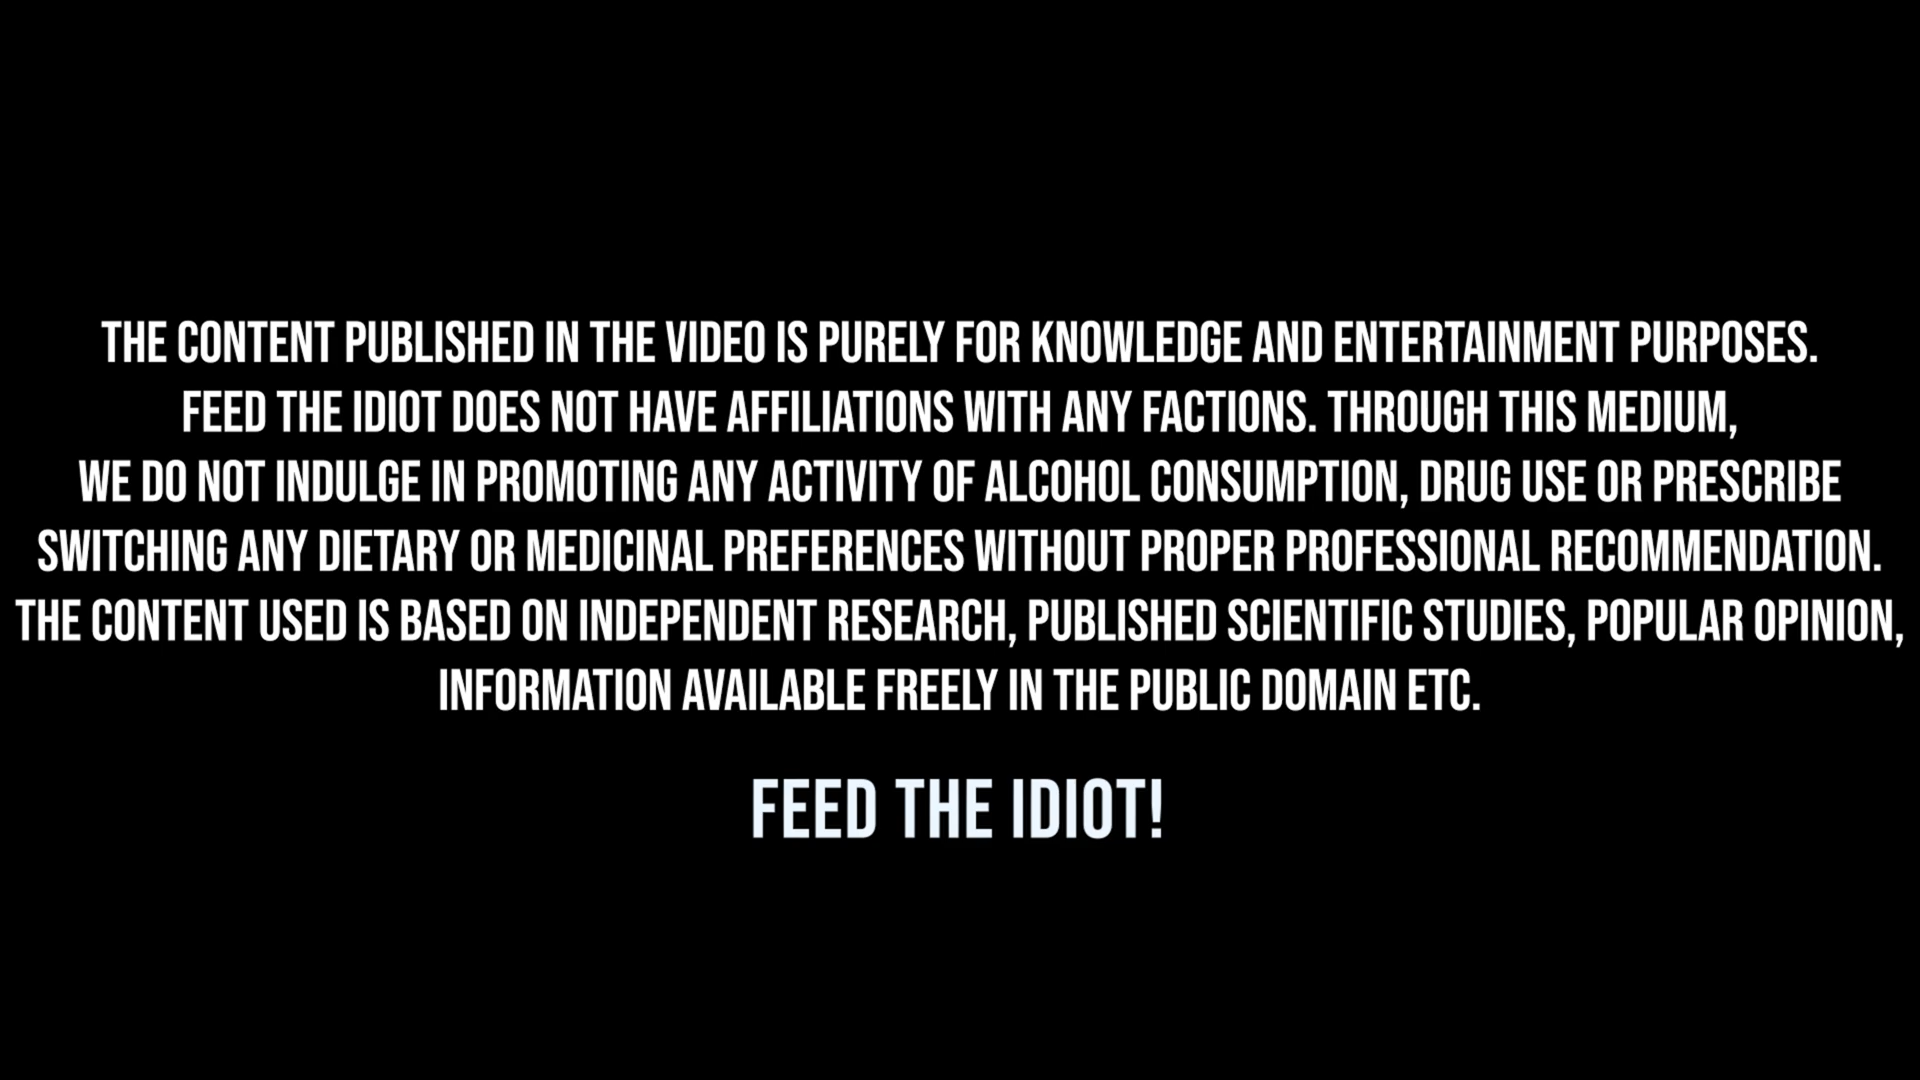 THE CONTENT PUBLISHED IN THE VIDEO IS PURELY FOR KNOWLEDGE AND ENTERTAINMENT PURPOSES.
FEED THE IDIOT DOES NOT HAVE AFFILIATIONS WITH ANY FACTIONS. THROUGH THIS MEDIUM,
WE DO NOT INDULGE IN PROMOTING ANY ACTIVITY OF ALCOHOL CONSUMPTION, DRUG USE OR PRESCRIBE
SWITCHING ANY DIETARY OR MEDICINAL PREFERENCES WITHOUT PROPER PROFESSIONAL RECOMMENDATION.
THE CONTENT USED IS BASED ON INDEPENDENT RESEARCH, PUBLISHED SCIENTIFIC STUDIES, POPULAR OPINION,
INFORMATION AVAILABLE FREELY IN THE PUBLIC DOMAIN ETC.
FEED THE IDIOT!